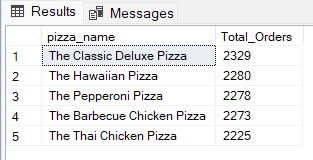 Results Messages
pizza_name Total_Orders
1 The Classic Deluxe Pizza 2329
2 The Hawaiian Pizza 2280
3 The Pepperoni Pizza 2278
4 The Barbecue Chicken Pizza 2273
5 The Thai Chicken Pizza 2225